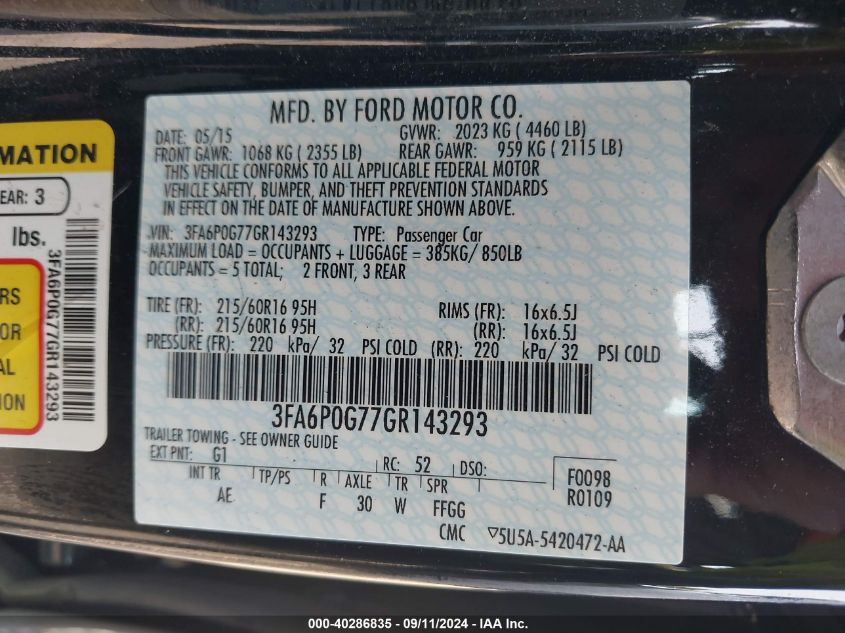 MFD. BY FORD MOTOR CO.
DATE: 05/15 GVWR: 2023 KG ( 4460 LB)
FRONT GAWR: 1068 KG ( 2355 LB) REAR GAWR: 959 KG ( 2115 LB)
THIS VEHICLE CONFORMS TO ALL APPLICABLE FEDERAL MOTOR
VEHICLE SAFETY, BUMPER, AND THEFT PREVENTION STANDARDS
IN EFFECT ON THE DATE OF MANUFACTURE SHOWN ABOVE.
VIN: 3FA6P0G77GR143293 TYPE: Passenger Car
MAXIMUM LOAD = OCCUPANTS + LUGGAGE = 385KG/ 850LB
OCCUPANTS = 5 TOTAL; 2 FRONT, 3 REAR
TIRE (FR): 215/60R16 95H RIMS (FR): 16x6.5J
(RR): 215/60R16 95H (RR): 16x6.5J
PRESSURE (FR): 220 kPa/ 32 PSI COLD (RR): 220 kPa/ 32 PSI COLD
3FA6P0G77GR143293
TRAILER TOWING - SEE OWNER GUIDE
EXT PNT: G1 RC: 52 DSO: F0098
INT TR TP/PS R AXLE TR SPR R0109
AE F 30 W FFGG
CMC ▽5U5A-5420472-AA
MATION
EAR: 3
lbs.
RS
OR
AL
ION
3FA6P0G77GR143293
000-40286835 - 09/11/2024 - IAA Inc.